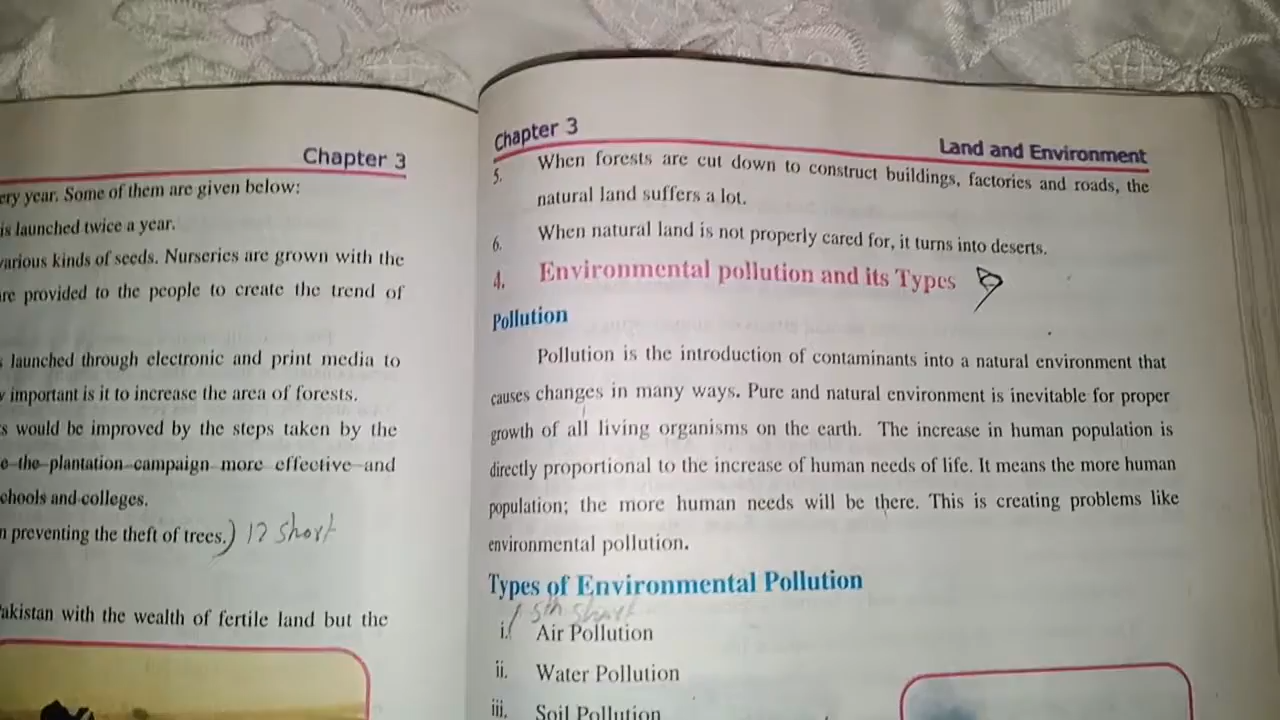 Chapter 3
ery year. Some of them are given below:
is launched twice a year.
various kinds of seeds. Nurseries are grown with the
are provided to the people to create the trend of
launched through electronic and print media to
important is it to increase the area of forests.
s would be improved by the steps taken by the
e the plantation campaign more effective and
chools and colleges.
n preventing the theft of trees.) 12 short
akistan with the wealth of fertile land but the
Chapter 3
Land and Environment
5. When forests are cut down to construct buildings, factories and roads, the
natural land suffers a lot.
6. When natural land is not properly cared for, it turns into deserts.
4. Environmental pollution and its Types
Pollution
Pollution is the introduction of contaminants into a natural environment that
causes changes in many ways. Pure and natural environment is inevitable for proper
growth of all living organisms on the earth. The increase in human population is
directly proportional to the increase of human needs of life. It means the more human
population; the more human needs will be there. This is creating problems like
environmental pollution.
Types of Environmental Pollution
5th short
i. Air Pollution
ii. Water Pollution
iii. Soil Pollution